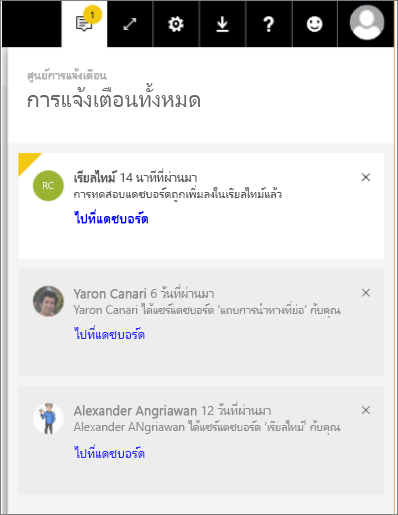 1
?
ศูนย์การแจ้งเตือน
การแจ้งเตือนทั้งหมด
RC
เรียลไทม์ 14 นาทีที่ผ่านมา
การทดสอบแดชบอร์ดถูกเพิ่มลงในเรียลไทม์แล้ว
ไปที่แดชบอร์ด
Yaron Canari 6 วันที่ผ่านมา
Yaron Canari ได้แชร์แดชบอร์ด 'แถบการนำทางที่ย่อ' กับคุณ
ไปที่แดชบอร์ด
Alexander Angriawan 12 วันที่ผ่านมา
Alexander ANgriawan ได้แชร์แดชบอร์ด 'เรียลไทม์' กับคุณ
ไปที่แดชบอร์ด